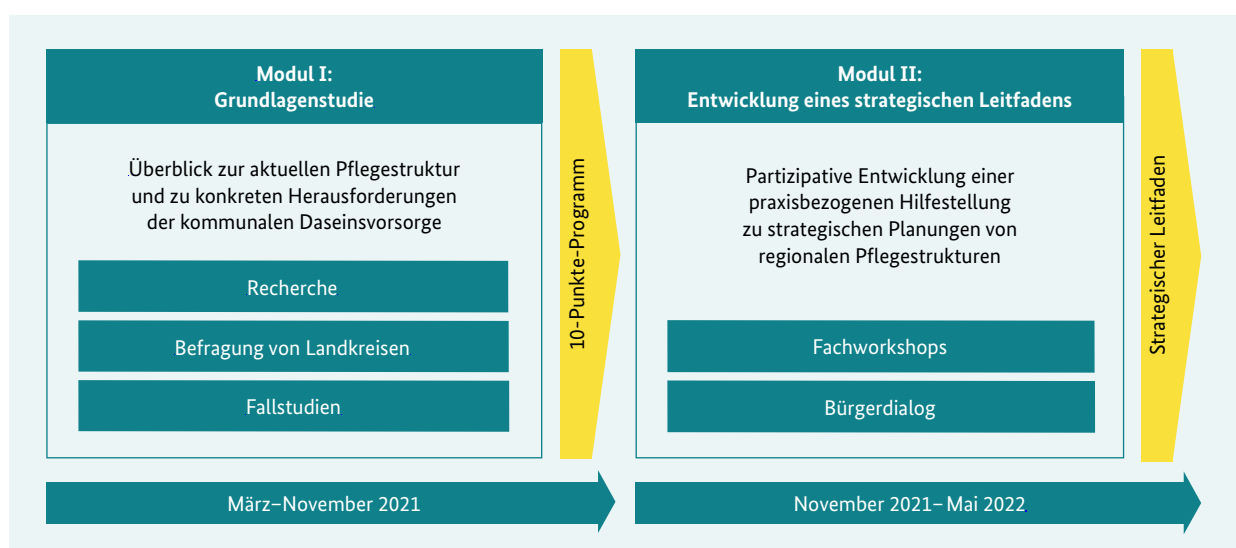 Modul I:
Grundlagenstudie
Überblick zur aktuellen Pflegestruktur
und zu konkreten Herausforderungen
der kommunalen Daseinsvorsorge
Recherche
Befragung von Landkreisen
Fallstudien
10-Punkte-Programm
März–November 2021
Modul II:
Entwicklung eines strategischen Leitfadens
Partizipative Entwicklung einer
praxisbezogenen Hilfestellung
zu strategischen Planungen von
regionalen Pflegestrukturen
Fachworkshops
Bürgerdialog
Strategischer Leitfaden
November 2021–Mai 2022